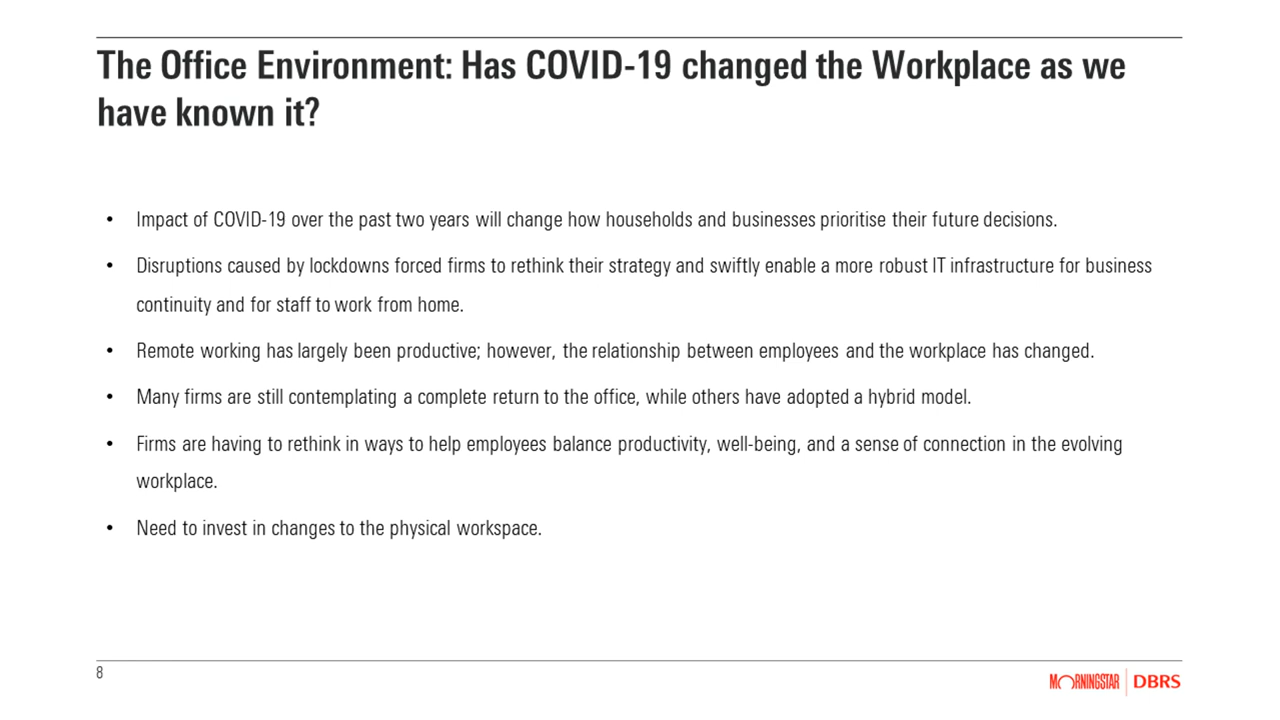 The Office Environment: Has COVID-19 changed the Workplace as we
have known it?
• Impact of COVID-19 over the past two years will change how households and businesses prioritise their future decisions.
• Disruptions caused by lockdowns forced firms to rethink their strategy and swiftly enable a more robust IT infrastructure for business
continuity and for staff to work from home.
• Remote working has largely been productive; however, the relationship between employees and the workplace has changed.
• Many firms are still contemplating a complete return to the office, while others have adopted a hybrid model.
• Firms are having to rethink in ways to help employees balance productivity, well-being, and a sense of connection in the evolving
workplace.
• Need to invest in changes to the physical workspace.
8
MORNINGSTAR | DBRS